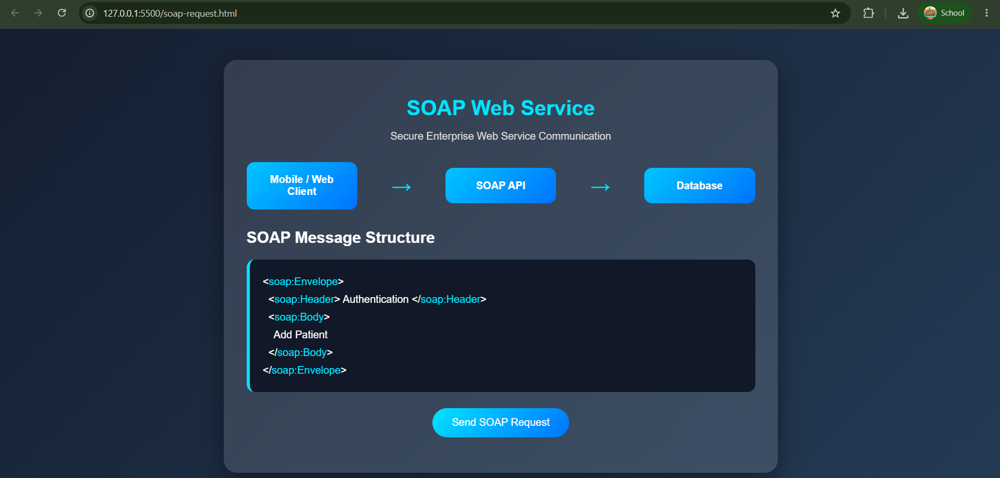 127.0.0.1:5500/soap-request.html
School
SOAP Web Service
Secure Enterprise Web Service Communication
Mobile / Web
Client
→
SOAP API
→
Database
SOAP Message Structure
<soap:Envelope>
<soap:Header> Authentication </soap:Header>
<soap:Body>
Add Patient
</soap:Body>
</soap:Envelope>
Send SOAP Request